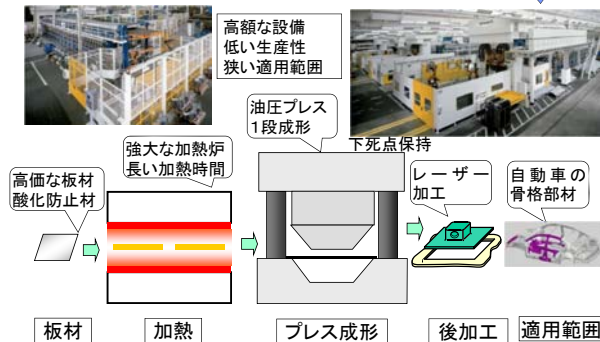 高額な設備
低い生産性
狭い適用範囲
油圧プレス
1段成形
下死点保持
強大な加熱炉
長い加熱時間
高価な板材
酸化防止材
レーザー
加工
自動車の
骨格部材
板材
加熱
プレス成形
後加工
適用範囲